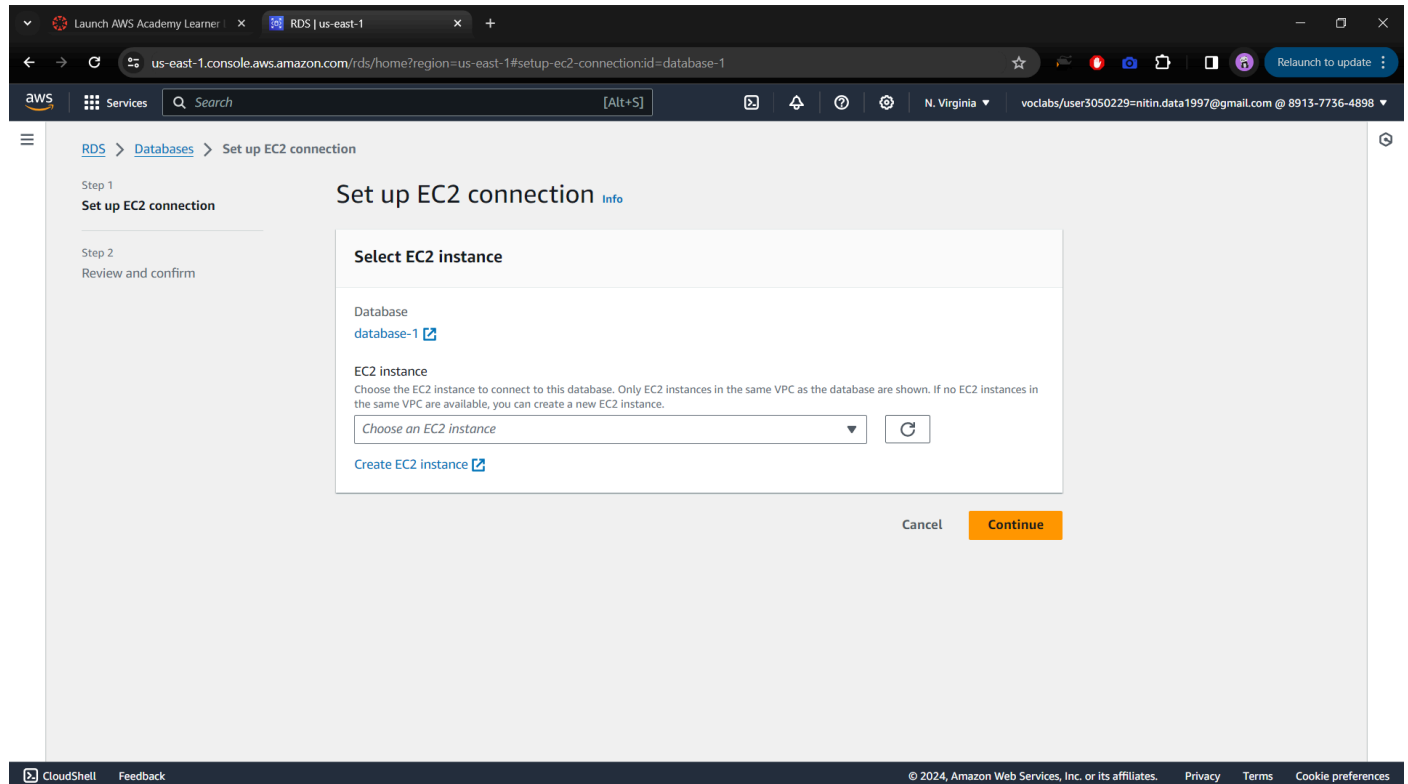 Launch AWS Academy Learner
RDS | us-east-1
us-east-1.console.aws.amazon.com/rds/home?region=us-east-1#setup-ec2-connection:id=database-1
Relaunch to update
aws
Services
Search
[Alt+S]
N. Virginia
voclabs/user3050229=nitin.data1997@gmail.com @ 8913-7736-4898
RDS > Databases > Set up EC2 connection
Step 1
Set up EC2 connection
Step 2
Review and confirm
Set up EC2 connection Info
Select EC2 instance
Database
database-1
EC2 instance
Choose the EC2 instance to connect to this database. Only EC2 instances in the same VPC as the database are shown. If no EC2 instances in
the same VPC are available, you can create a new EC2 instance.
Choose an EC2 instance
Create EC2 instance
Cancel
Continue
CloudShell
Feedback
© 2024, Amazon Web Services, Inc. or its affiliates.
Privacy
Terms
Cookie preferences